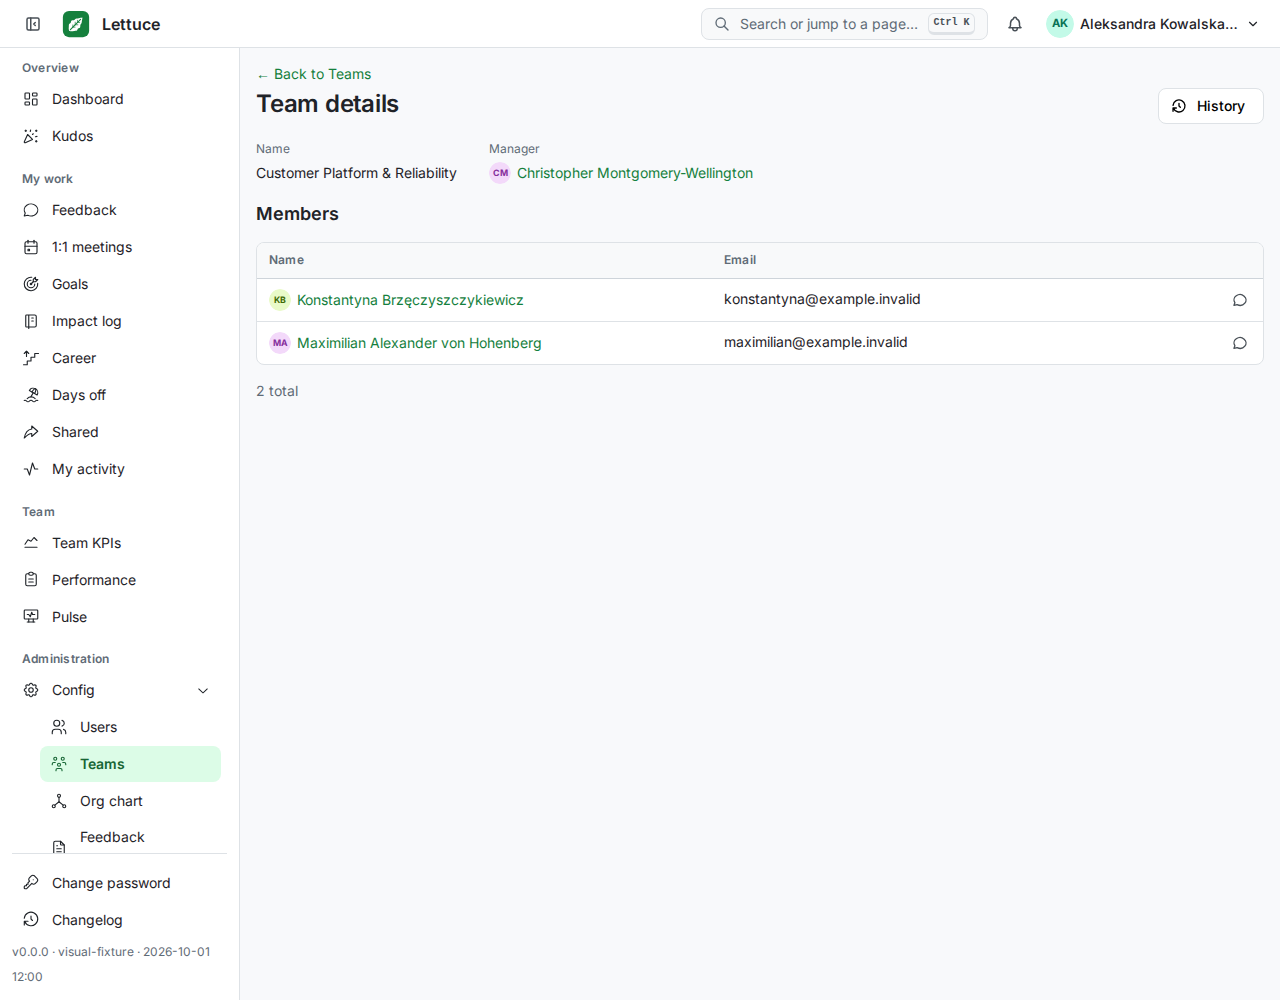 Lettuce
Search or jump to a page...
Ctrl K
AK
Aleksandra Kowalska...
Overview
Dashboard
Kudos
My work
Feedback
1:1 meetings
Goals
Impact log
Career
Days off
Shared
My activity
Team
Team KPIs
Performance
Pulse
Administration
Config
Users
Teams
Org chart
Feedback
Change password
Changelog
v0.0.0 · visual-fixture · 2026-10-01
12:00
← Back to Teams
Team details
History
Name
Manager
Customer Platform & Reliability
CM
Christopher Montgomery-Wellington
Members
Name
Email
KB
Konstantyna Brzęczyszczykiewicz
konstantyna@example.invalid
MA
Maximilian Alexander von Hohenberg
maximilian@example.invalid
2 total